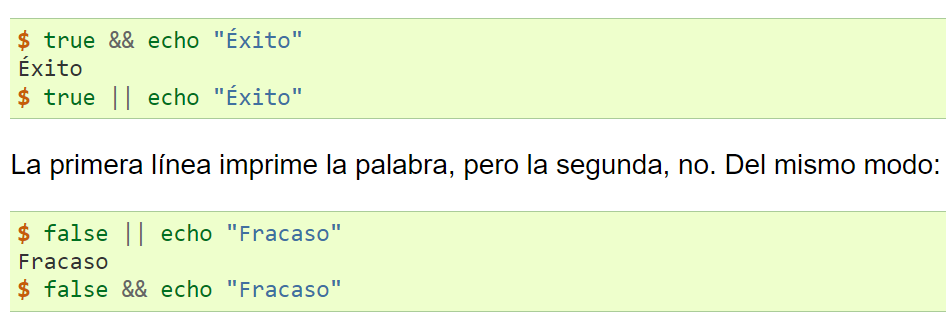 $ true && echo "Éxito"
Éxito
$ true || echo "Éxito"
La primera línea imprime la palabra, pero la segunda, no. Del mismo modo:
$ false || echo "Fracaso"
Fracaso
$ false && echo "Fracaso"